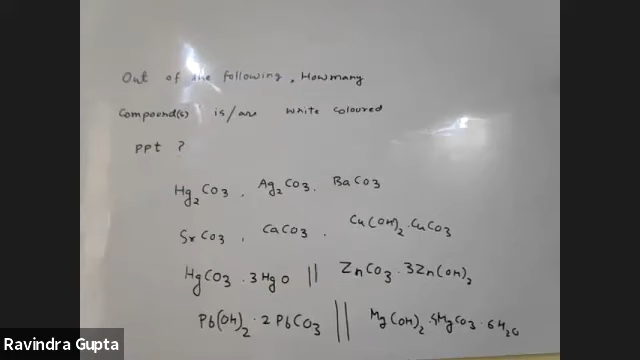 Out of the following, How many
compound(s) is/are white coloured
ppt ?
Hg2CO3, Ag2CO3, BaCO3
SrCO3, CaCO3, Cu(OH)2.CuCO3
HgCO3.3HgO || ZnCO3.3Zn(OH)2
Pb(OH)2.2PbCO3 || Mg(OH)2.4MgCO3.6H2O
Ravindra Gupta